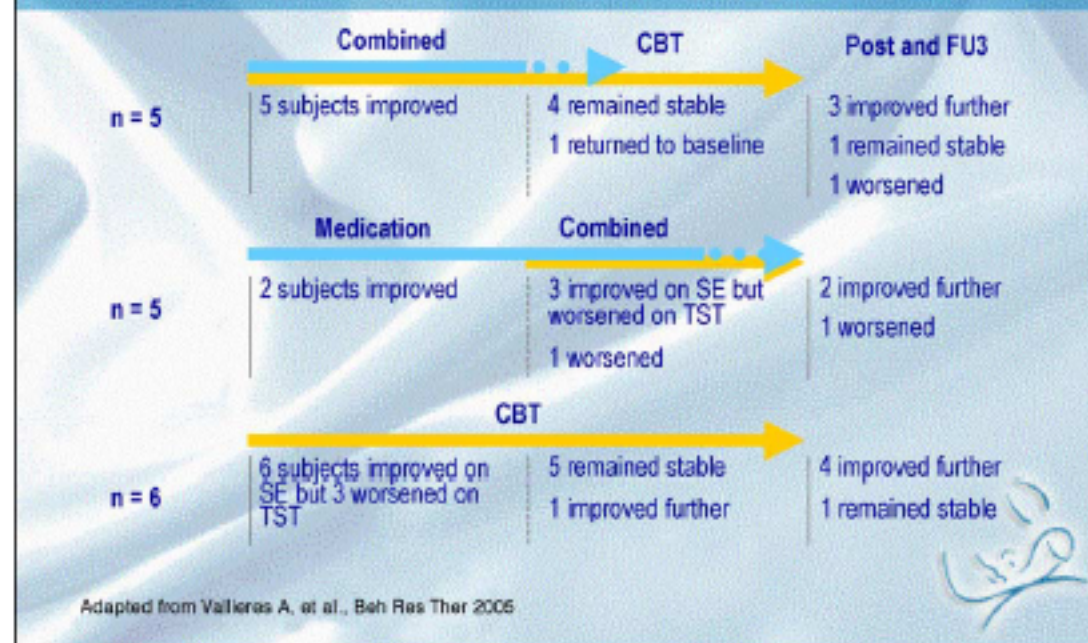 Combined
CBT
Post and FU3
n = 5
5 subjects improved
4 remained stable
1 returned to baseline
3 improved further
1 remained stable
1 worsened
Medication
Combined
n = 5
2 subjects improved
3 improved on SE but
worsened on TST
1 worsened
2 improved further
1 worsened
CBT
n = 6
6 subjects improved on
SE but 3 worsened on
TST
5 remained stable
1 improved further
4 improved further
1 remained stable
Adapted from Vallieres A, et al., Beh Res Ther 2005